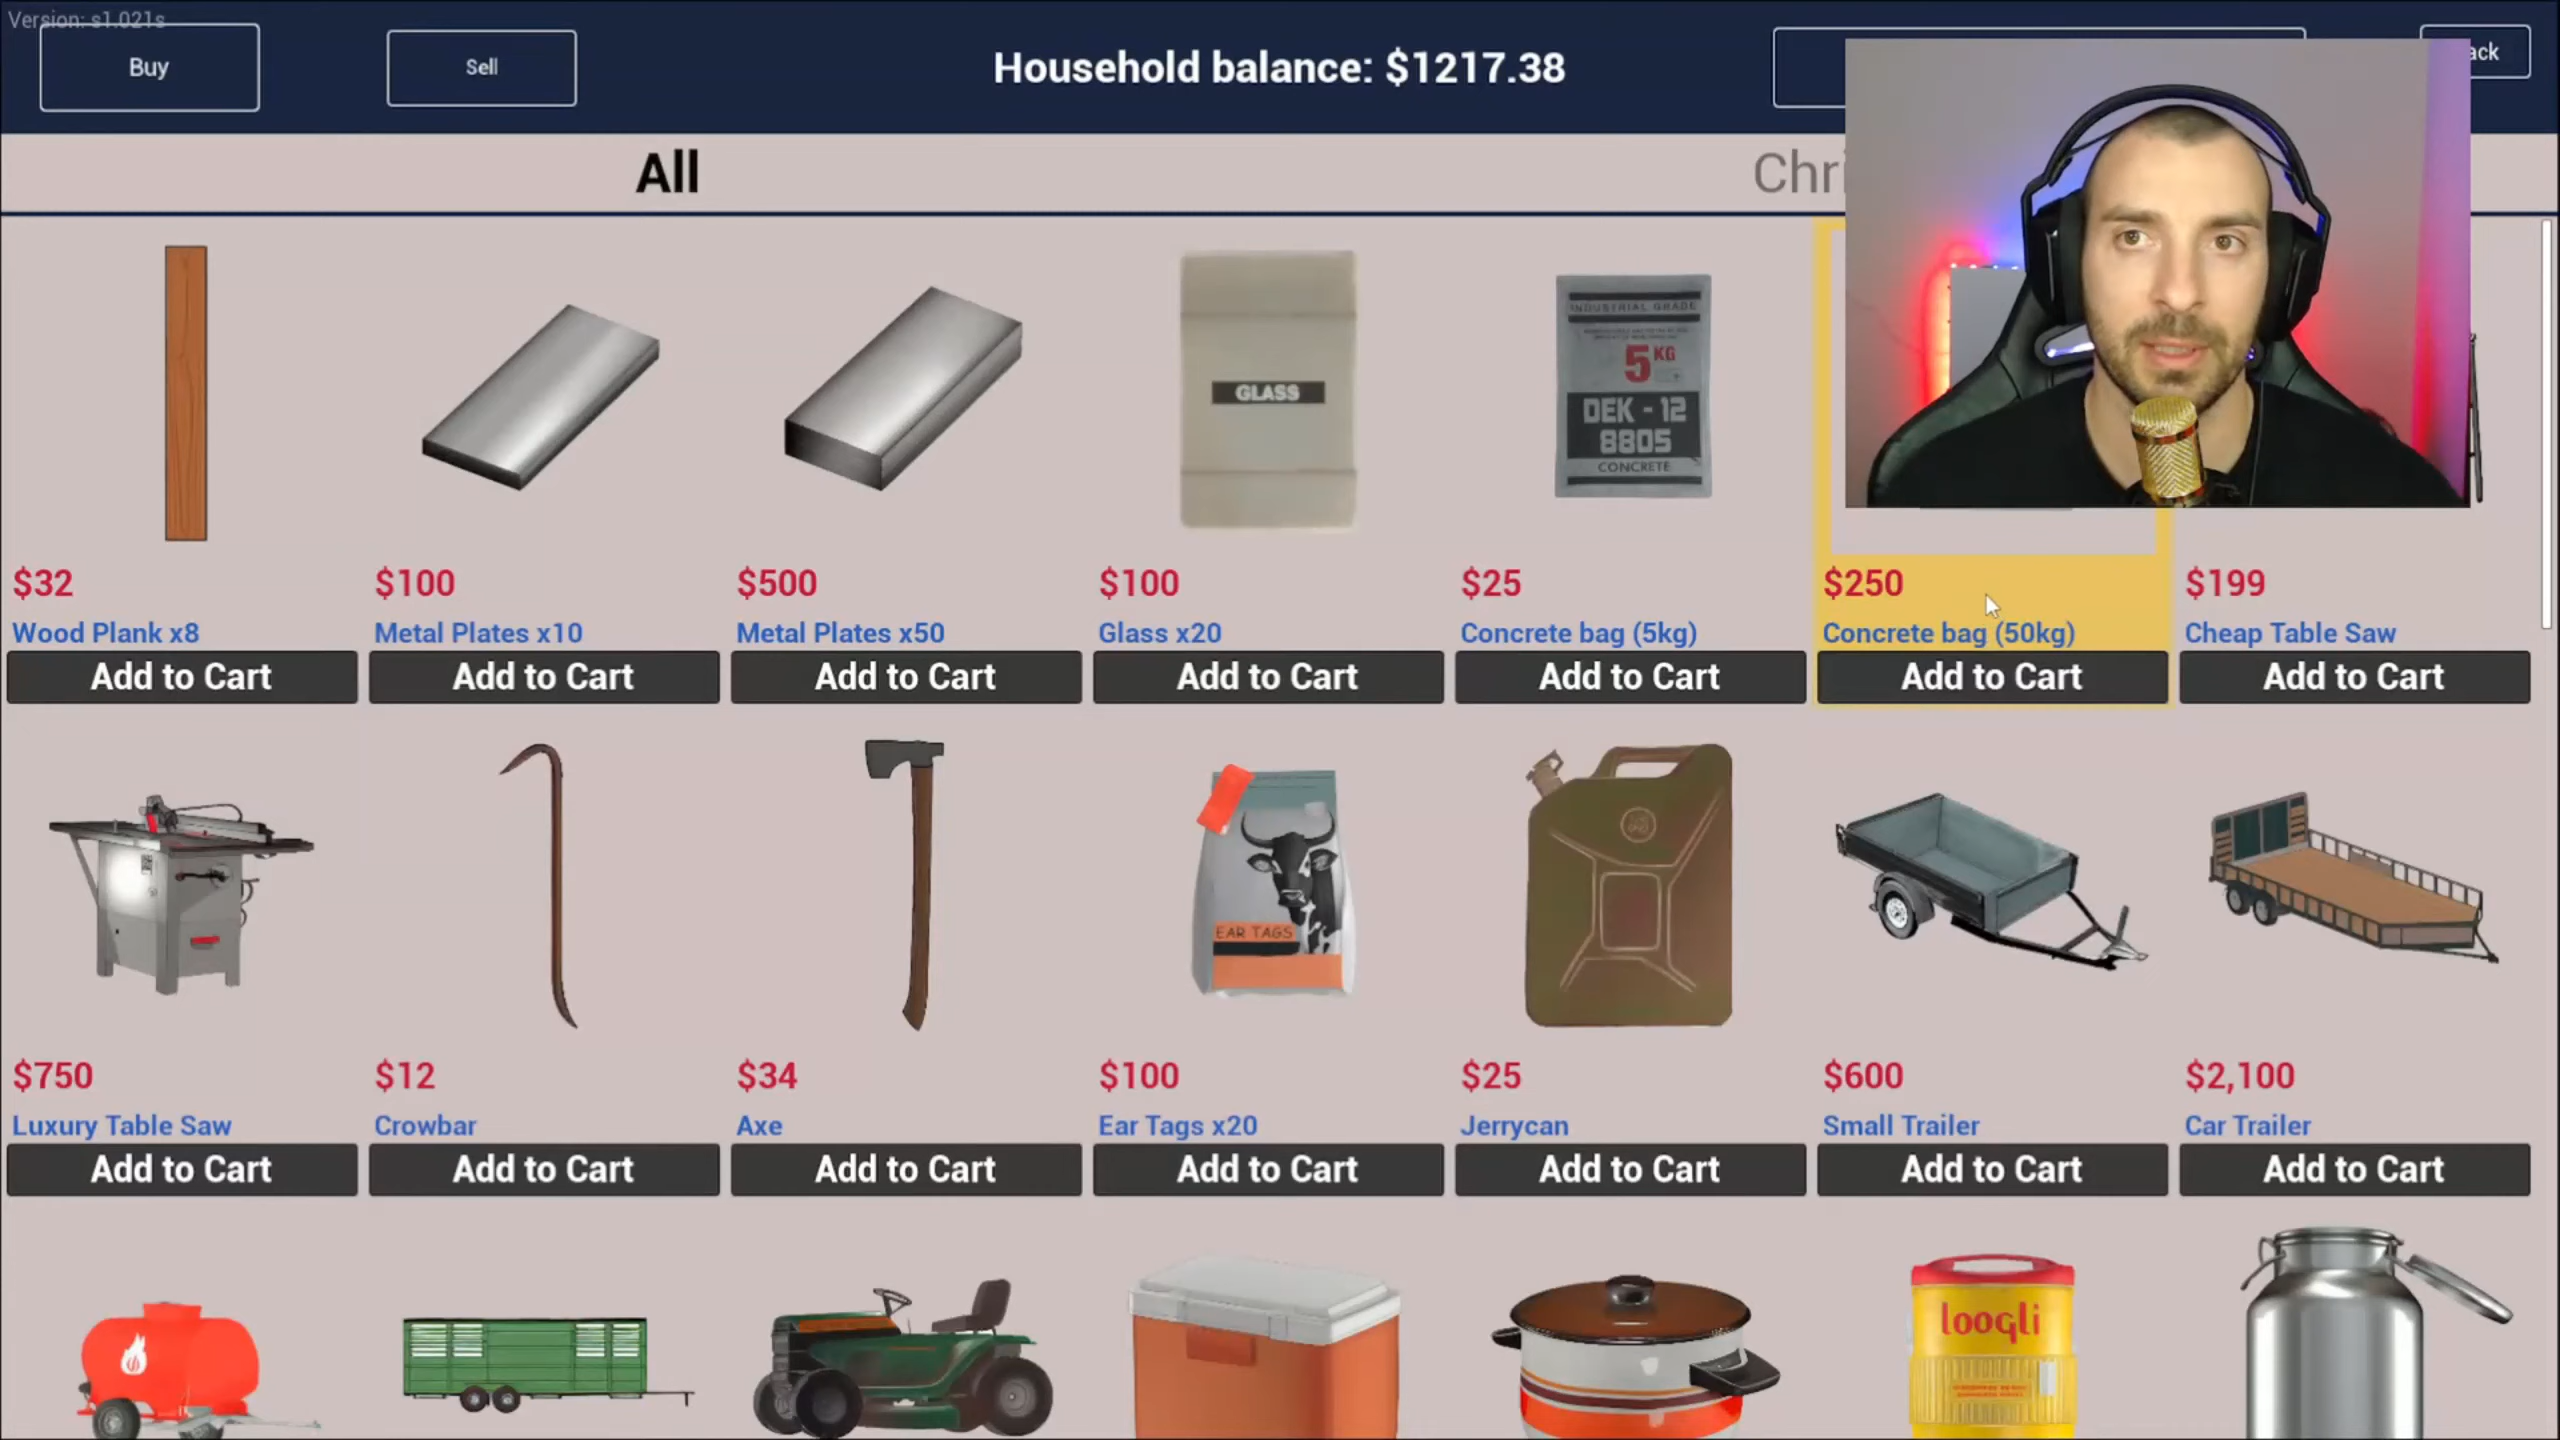 Version: s1.021s
Buy
Sell
Household balance: $1217.38
ack
All
Chri
GLASS
INDUSTRIAL GRADE
5 KG
DEK - 12
8805
CONCRETE
$32
$100
$500
$100
$25
$250
$199
Wood Plank x8
Metal Plates x10
Metal Plates x50
Glass x20
Concrete bag (5kg)
Concrete bag (50kg)
Cheap Table Saw
Add to Cart
Add to Cart
Add to Cart
Add to Cart
Add to Cart
Add to Cart
Add to Cart
EAR TAGS
$750
$12
$34
$100
$25
$600
$2,100
Luxury Table Saw
Crowbar
Axe
Ear Tags x20
Jerrycan
Small Trailer
Car Trailer
Add to Cart
Add to Cart
Add to Cart
Add to Cart
Add to Cart
Add to Cart
Add to Cart
loogli